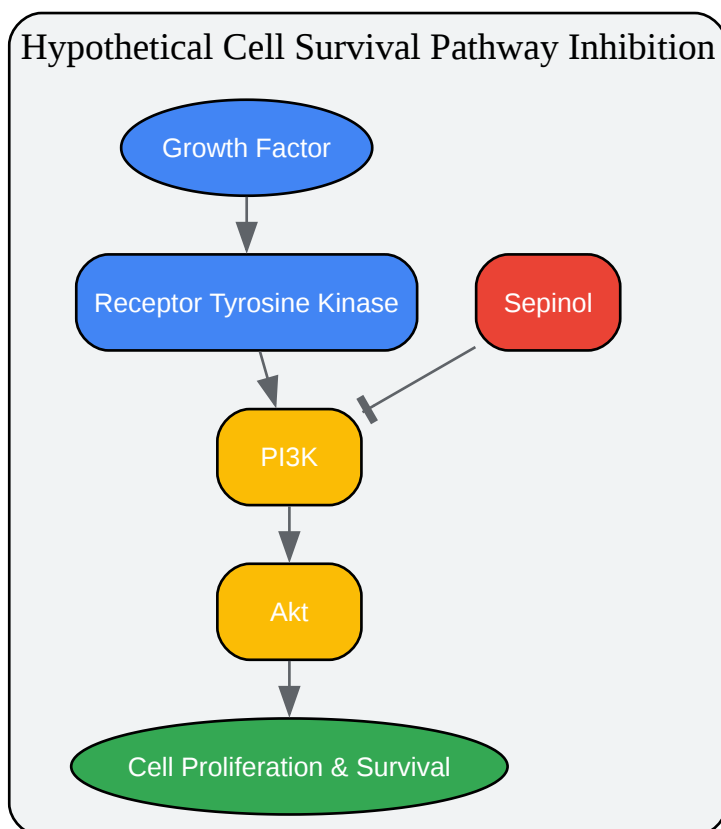 Hypothetical Cell Survival Pathway Inhibition
Growth Factor
Receptor Tyrosine Kinase
Sepinol
PI3K
Akt
Cell Proliferation & Survival